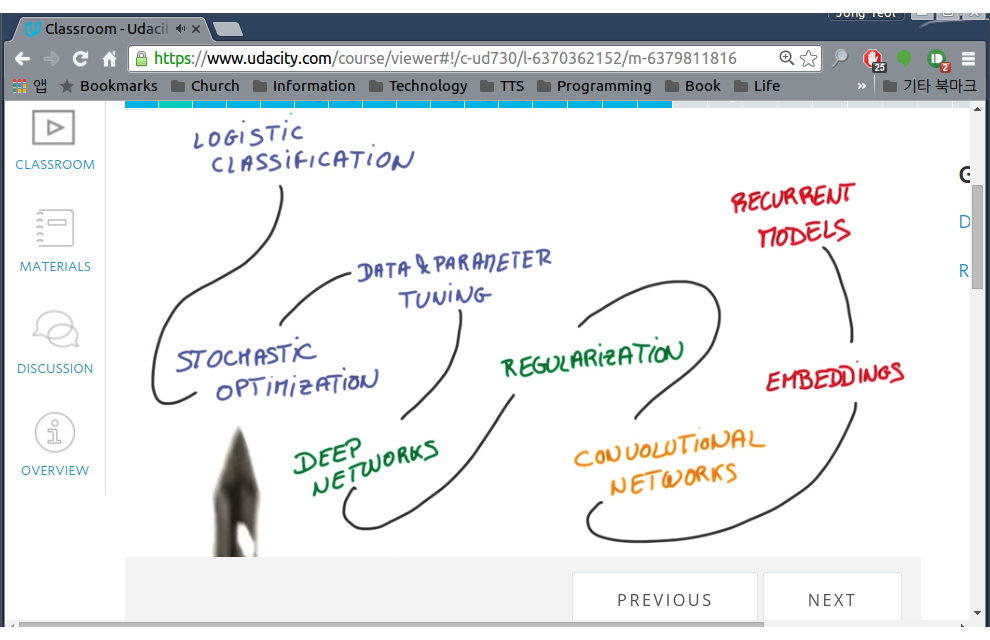 Jong Yeol
Classroom - Udacit
https://www.udacity.com/course/viewer#!/c-ud730/l-6370362152/m-6379811816
25
2
앱
Bookmarks
Church
Information
Technology
TTS
Programming
Book
Life
»
기타 북마크
CLASSROOM
MATERIALS
DISCUSSION
OVERVIEW
LOGISTIC
CLASSIFICATION
RECURRENT
MODELS
DATA & PARAMETER
TUNING
STOCHASTIC
OPTIMIZATION
REGULARIZATION
EMBEDDINGS
DEEP
NETWORKS
CONVOLUTIONAL
NETWORKS
G
D
R
PREVIOUS
NEXT